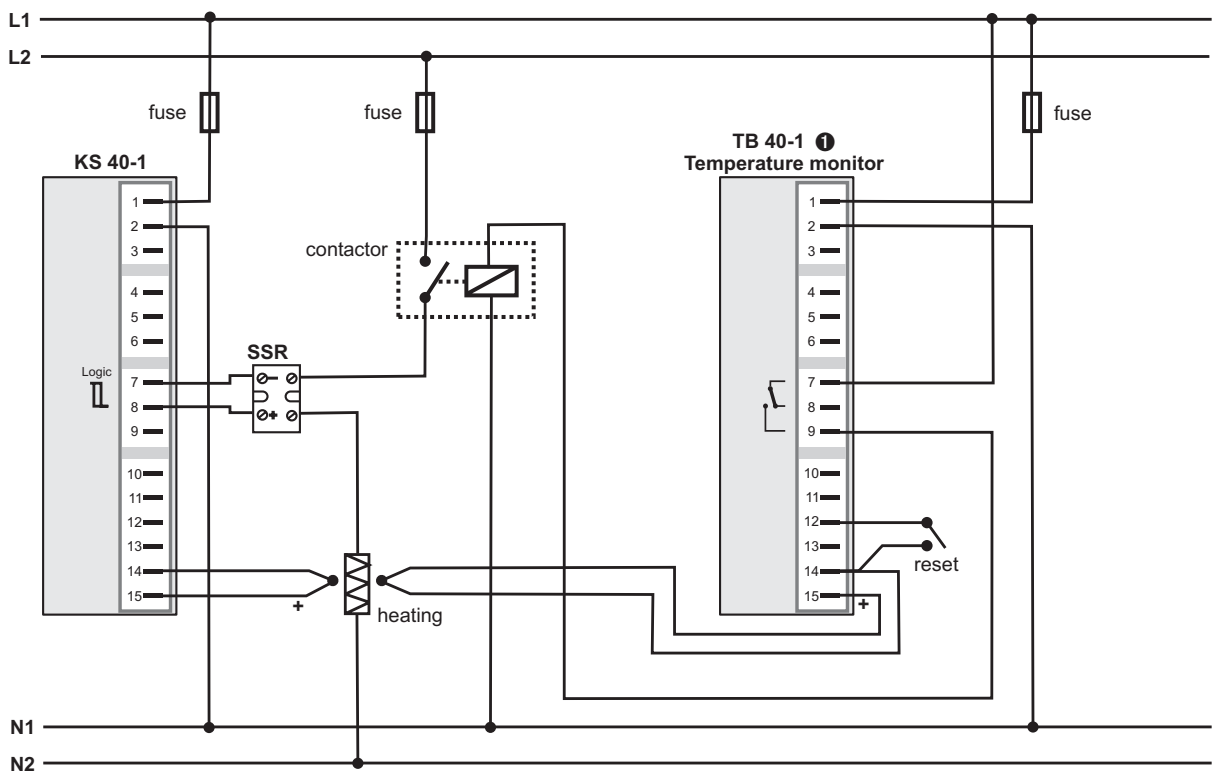 L1
L2
fuse
fuse
fuse
KS 40-1
TB 40-1 ❶
Temperature monitor
1
2
3
4
5
6
Logic
7
8
9
10
11
12
13
14
15
+
contactor
SSR
−
+
heating
1
2
3
4
5
6
7
8
9
10
11
12
13
14
15
+
reset
N1
N2